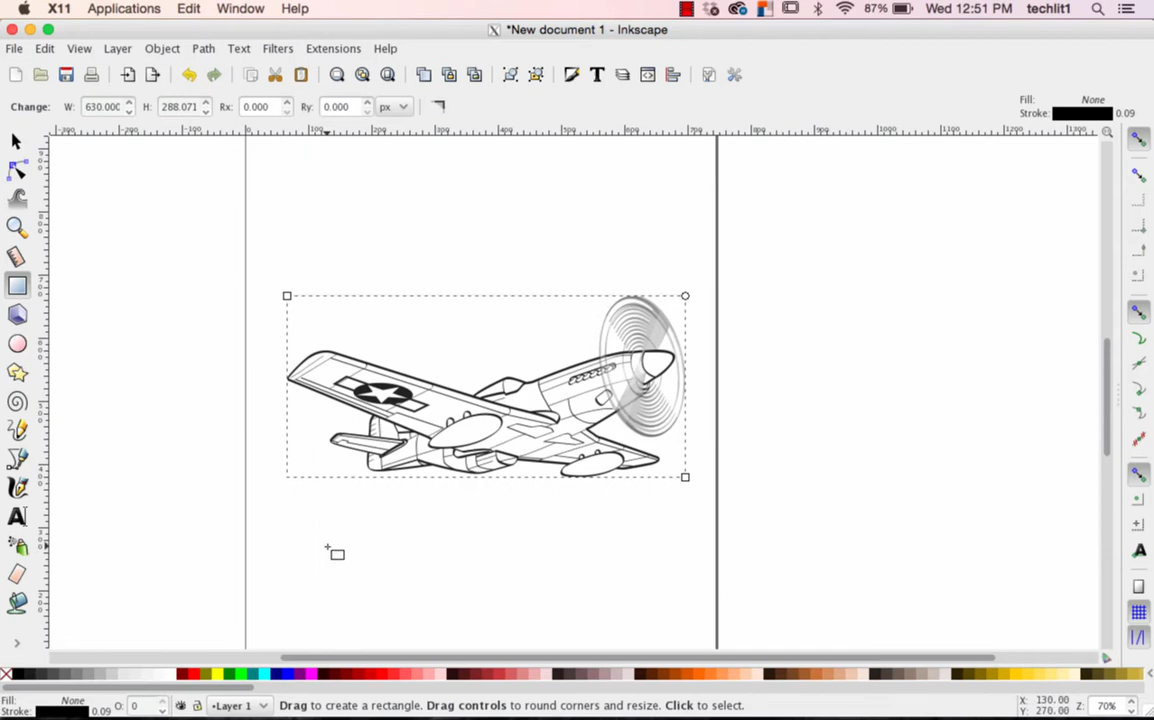 X11 Applications Edit Window Help 87% Wed 12:51 PM techlit1
*New document 1 - Inkscape
File Edit View Layer Object Path Text Filters Extensions Help
Change: W: 630.000 H: 288.071 Rx: 0.000 Ry: 0.000 px Fill: None
Stroke: 0.09
Fill: None
Stroke: 0.09 O: 0 •Layer 1 Drag to create a rectangle. Drag controls to round corners and resize. Click to select. X: 130.00
Y: 270.00 Z: 70%